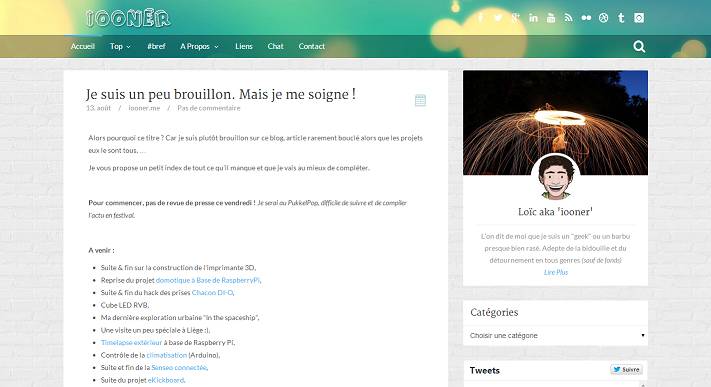 iOONER
Accueil Top #bref A Propos Liens Chat Contact
Je suis un peu brouillon. Mais je me soigne !
13. août / iooner.me / Pas de commentaire
Alors pourquoi ce titre ? Car je suis plutôt brouillon sur ce blog, article rarement bouclé alors que les projets
eux le sont tous, …
Je vous propose un petit index de tout ce qu'il manque et que je vais au mieux de compléter.
Pour commencer, pas de revue de presse ce vendredi ! Je serai au PukkelPop, difficile de suivre et de compiler
l'actu en festival.
A venir :
Suite & fin sur la construction de l'imprimante 3D,
Reprise du projet domotique à Base de RaspberryPi,
Suite & fin du hack des prises Chacon DI-O,
Cube LED RVB,
Ma dernière exploration urbaine "In the spaceship",
Une visite un peu spéciale à Liège :),
Timelapse extérieur à base de Raspberry Pi,
Contrôle de la climatisation (Arduino),
Suite et fin de la Senseo connectée,
Suite du projet eKickboard,
Loïc aka 'iooner'
L'on dit de moi que je suis un "geek" ou un barbu
presque bien rasé. Adepte de la bidouille et du
détournement en tous genres (sauf de fonds)
Lire Plus
Catégories
Choisir une catégorie
Tweets
Suivre